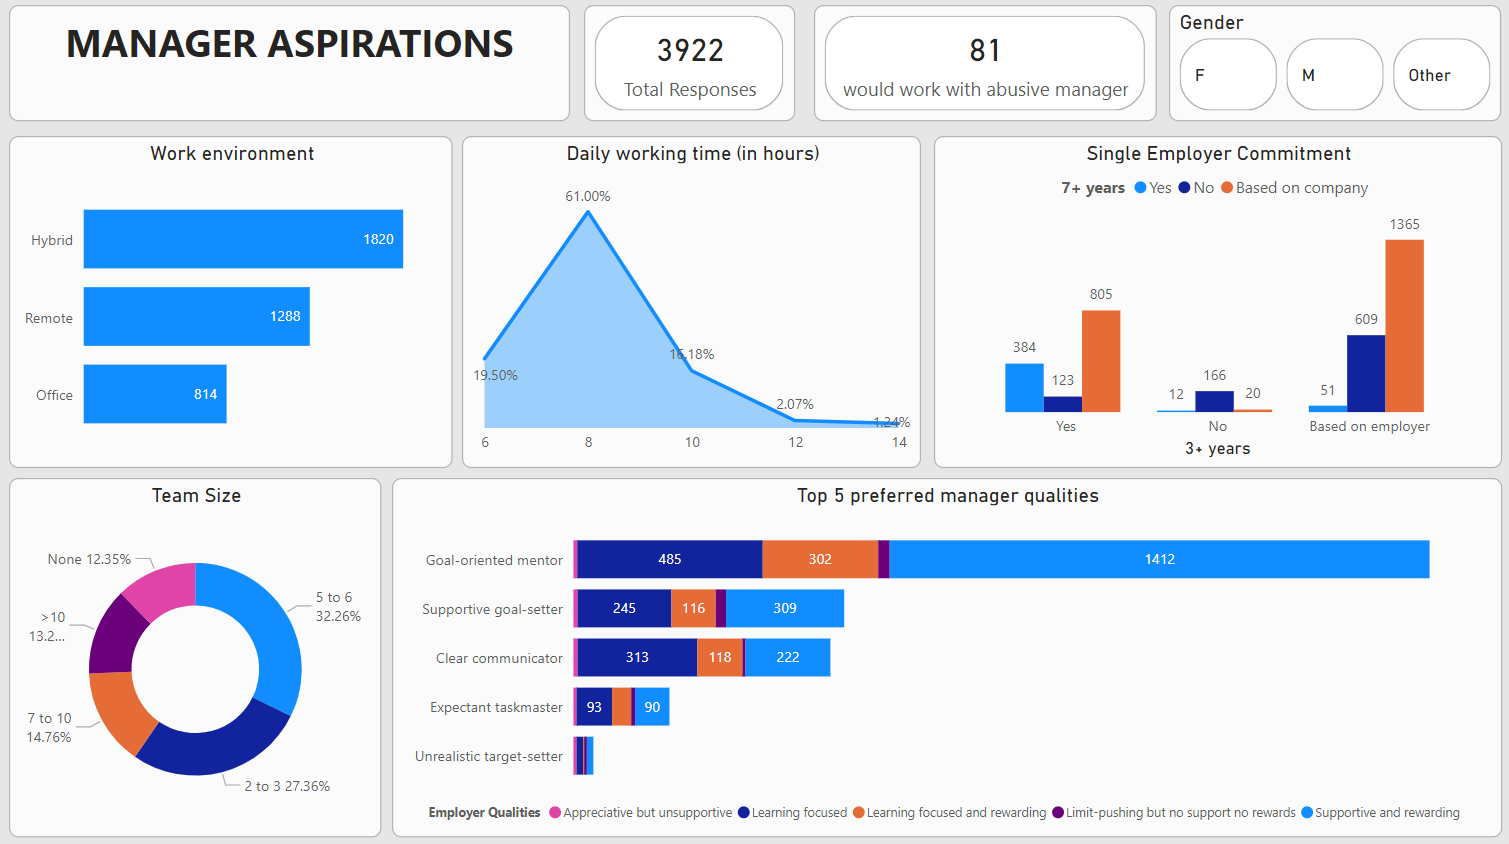 MANAGER ASPIRATIONS
3922
Total Responses
81
would work with abusive manager
Gender
F
M
Other
Work environment
Hybrid
1820
Remote
1288
Office
814
Daily working time (in hours)
61.00%
19.50%
16.18%
2.07%
1.24%
6
8
10
12
14
Single Employer Commitment
7+ years Yes No Based on company
384
123
805
12
166
20
51
609
1365
Yes
No
Based on employer
3+ years
Team Size
None 12.35%
5 to 6
32.26%
>10
13.2...
7 to 10
14.76%
2 to 3 27.36%
Top 5 preferred manager qualities
Goal-oriented mentor
485
302
1412
Supportive goal-setter
245
116
309
Clear communicator
313
118
222
Expectant taskmaster
93
90
Unrealistic target-setter
Employer Qualities Appreciative but unsupportive Learning focused Learning focused and rewarding Limit-pushing but no support no rewards Supportive and rewarding